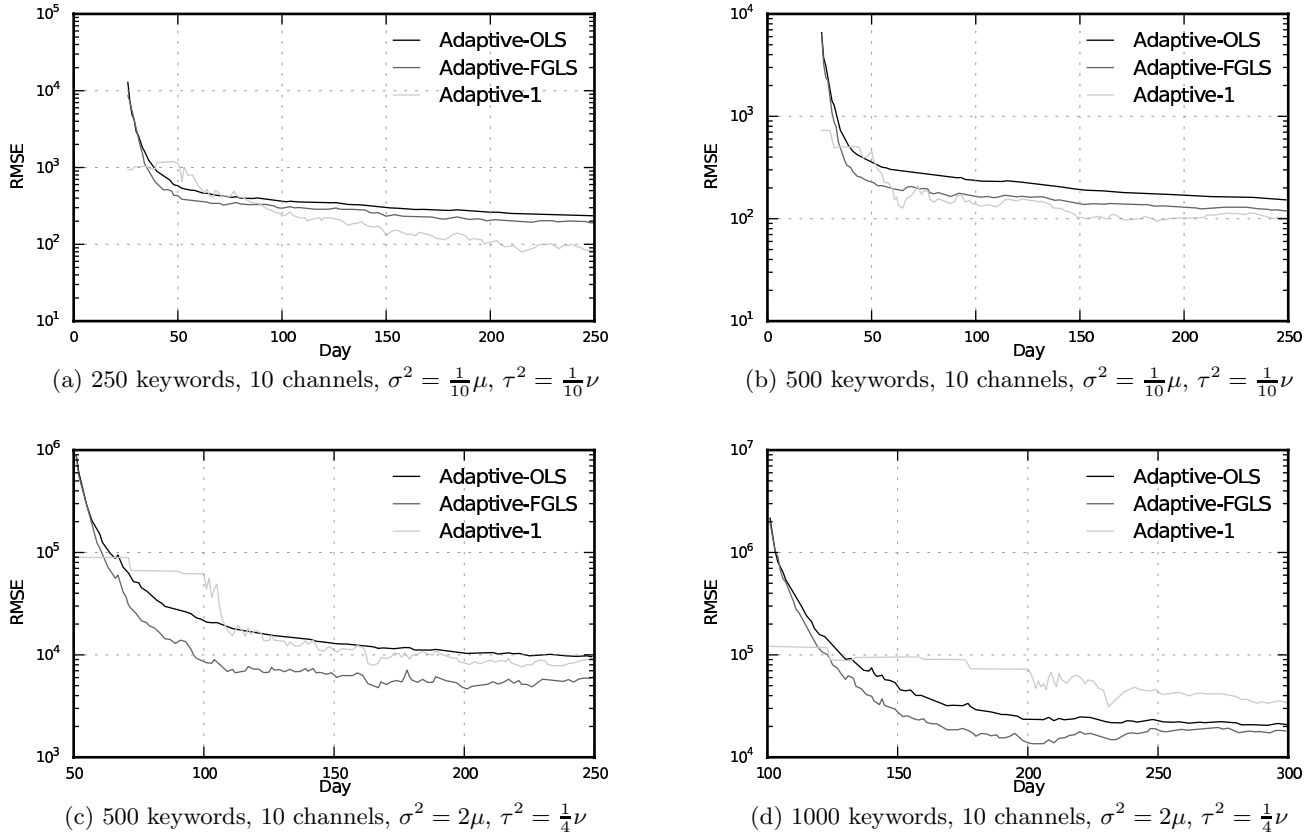 10^5
10^4
10^3
10^2
10^1
RMSE
Adaptive-OLS
Adaptive-FGLS
Adaptive-1
0 50 100 150 200 250
Day
(a) 250 keywords, 10 channels, σ² = 1/10 μ, τ² = 1/10 ν
10^4
10^3
10^2
10^1
RMSE
Adaptive-OLS
Adaptive-FGLS
Adaptive-1
0 50 100 150 200 250
Day
(b) 500 keywords, 10 channels, σ² = 1/10 μ, τ² = 1/10 ν
10^6
10^5
10^4
10^3
RMSE
Adaptive-OLS
Adaptive-FGLS
Adaptive-1
50 100 150 200 250
Day
(c) 500 keywords, 10 channels, σ² = 2μ, τ² = 1/4 ν
10^7
10^6
10^5
10^4
RMSE
Adaptive-OLS
Adaptive-FGLS
Adaptive-1
100 150 200 250 300
Day
(d) 1000 keywords, 10 channels, σ² = 2μ, τ² = 1/4 ν